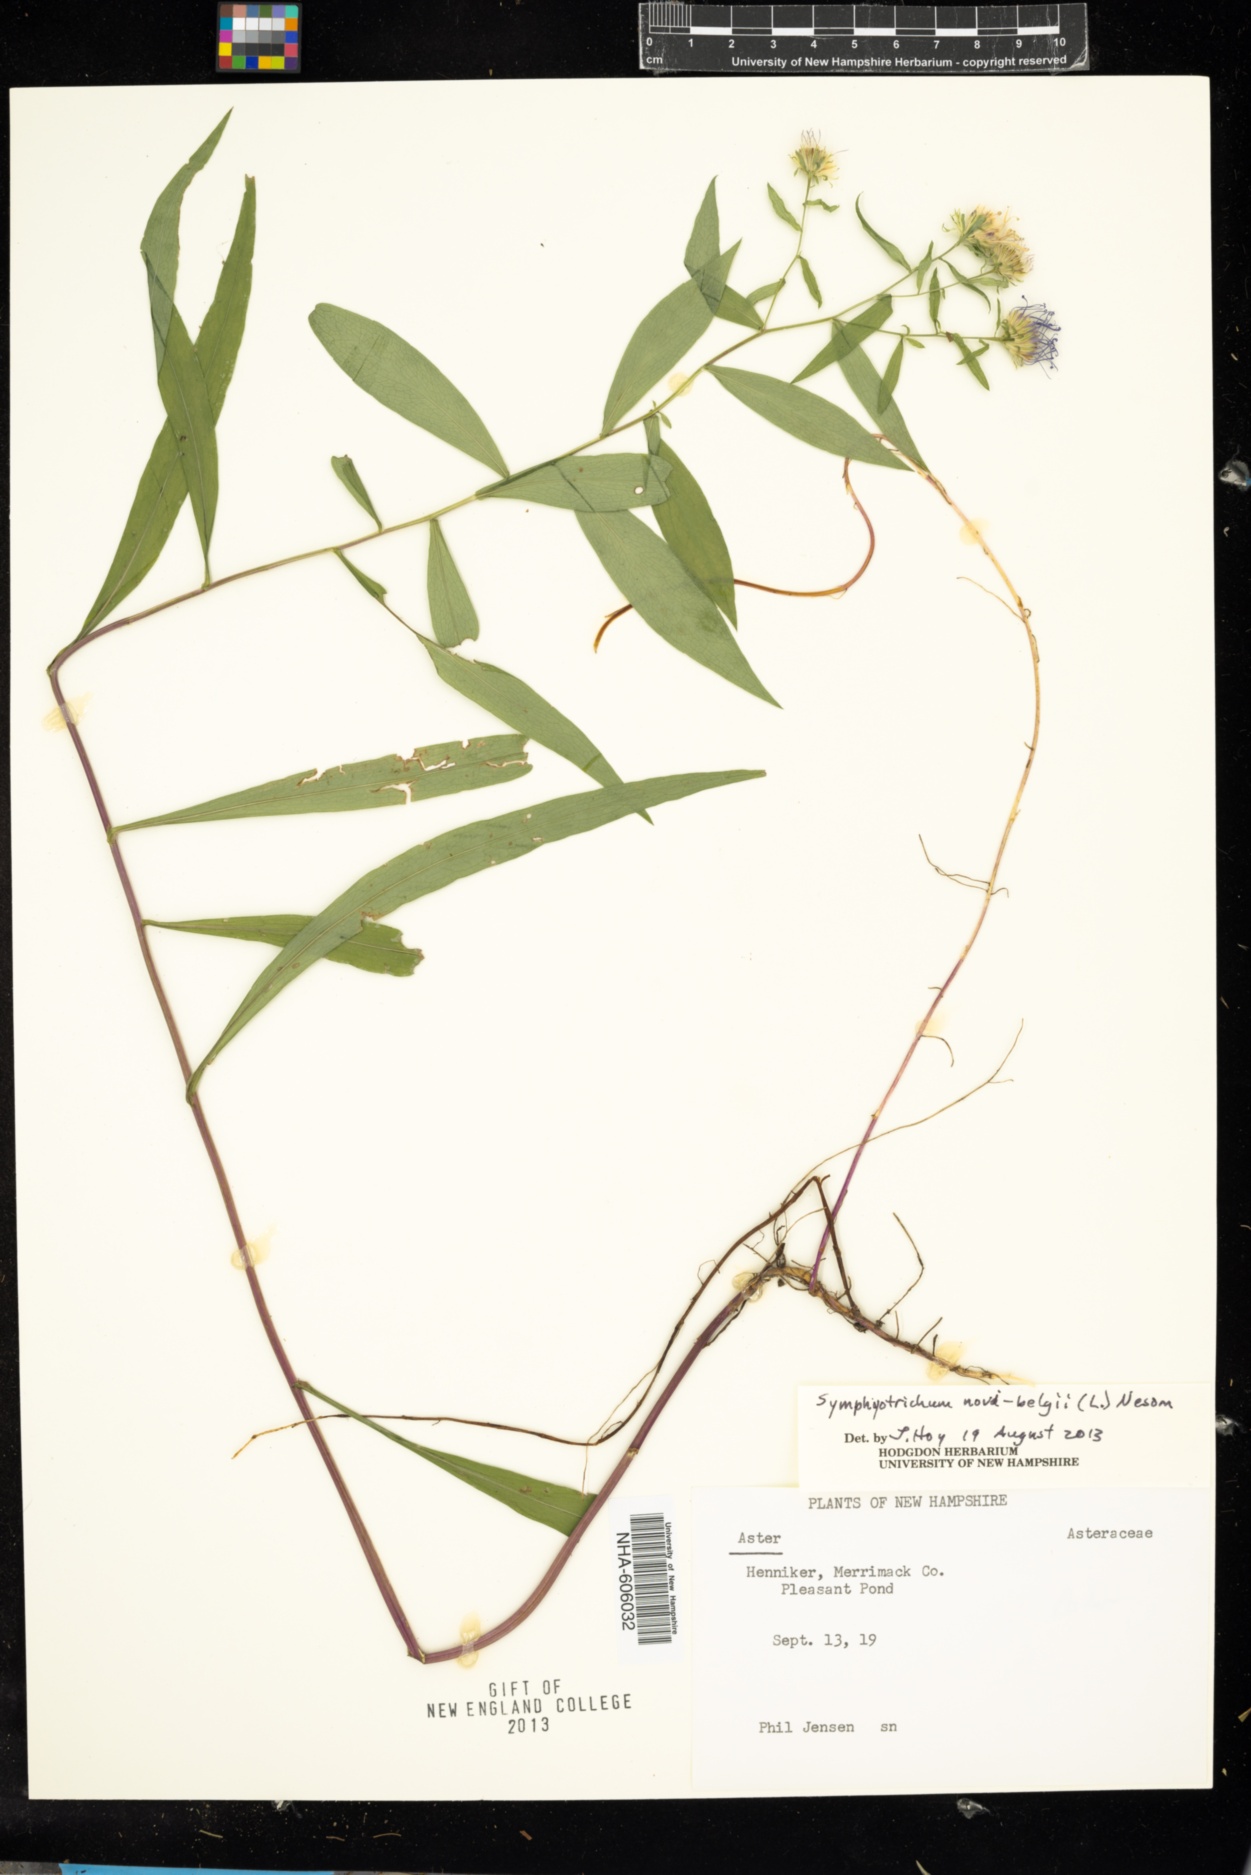 0 1 2 3 4 5 6 7 8 9 10
cm University of New Hampshire Herbarium - copyright reserved
Symphyotrichum novi-belgii (L.) Nesom
Det. by J. Hoy 19 August 2013
HODGDON HERBARIUM
UNIVERSITY OF NEW HAMPSHIRE
PLANTS OF NEW HAMPSHIRE
Aster Asteraceae
Henniker, Merrimack Co.
Pleasant Pond
Sept. 13, 19
Phil Jensen sn
University of New Hampshire
NHA-606032
GIFT OF
NEW ENGLAND COLLEGE
2013